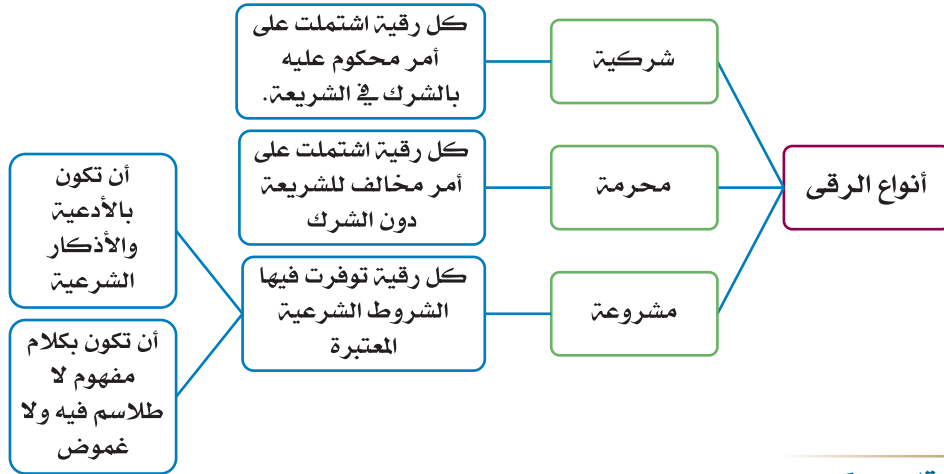 أنواع الرقى
شركية
كل رقية اشتملت على
أمر محكوم عليه
بالشرك في الشريعة.
محرمة
كل رقية اشتملت على
أمر مخالف للشريعة
دون الشرك
مشروعة
كل رقية توفرت فيها
الشروط الشرعية
المعتبرة
أن تكون
بالأدعية
والأذكار
الشرعية
أن تكون بكلام
مفهوم لا
طلاسم فيه ولا
غموض